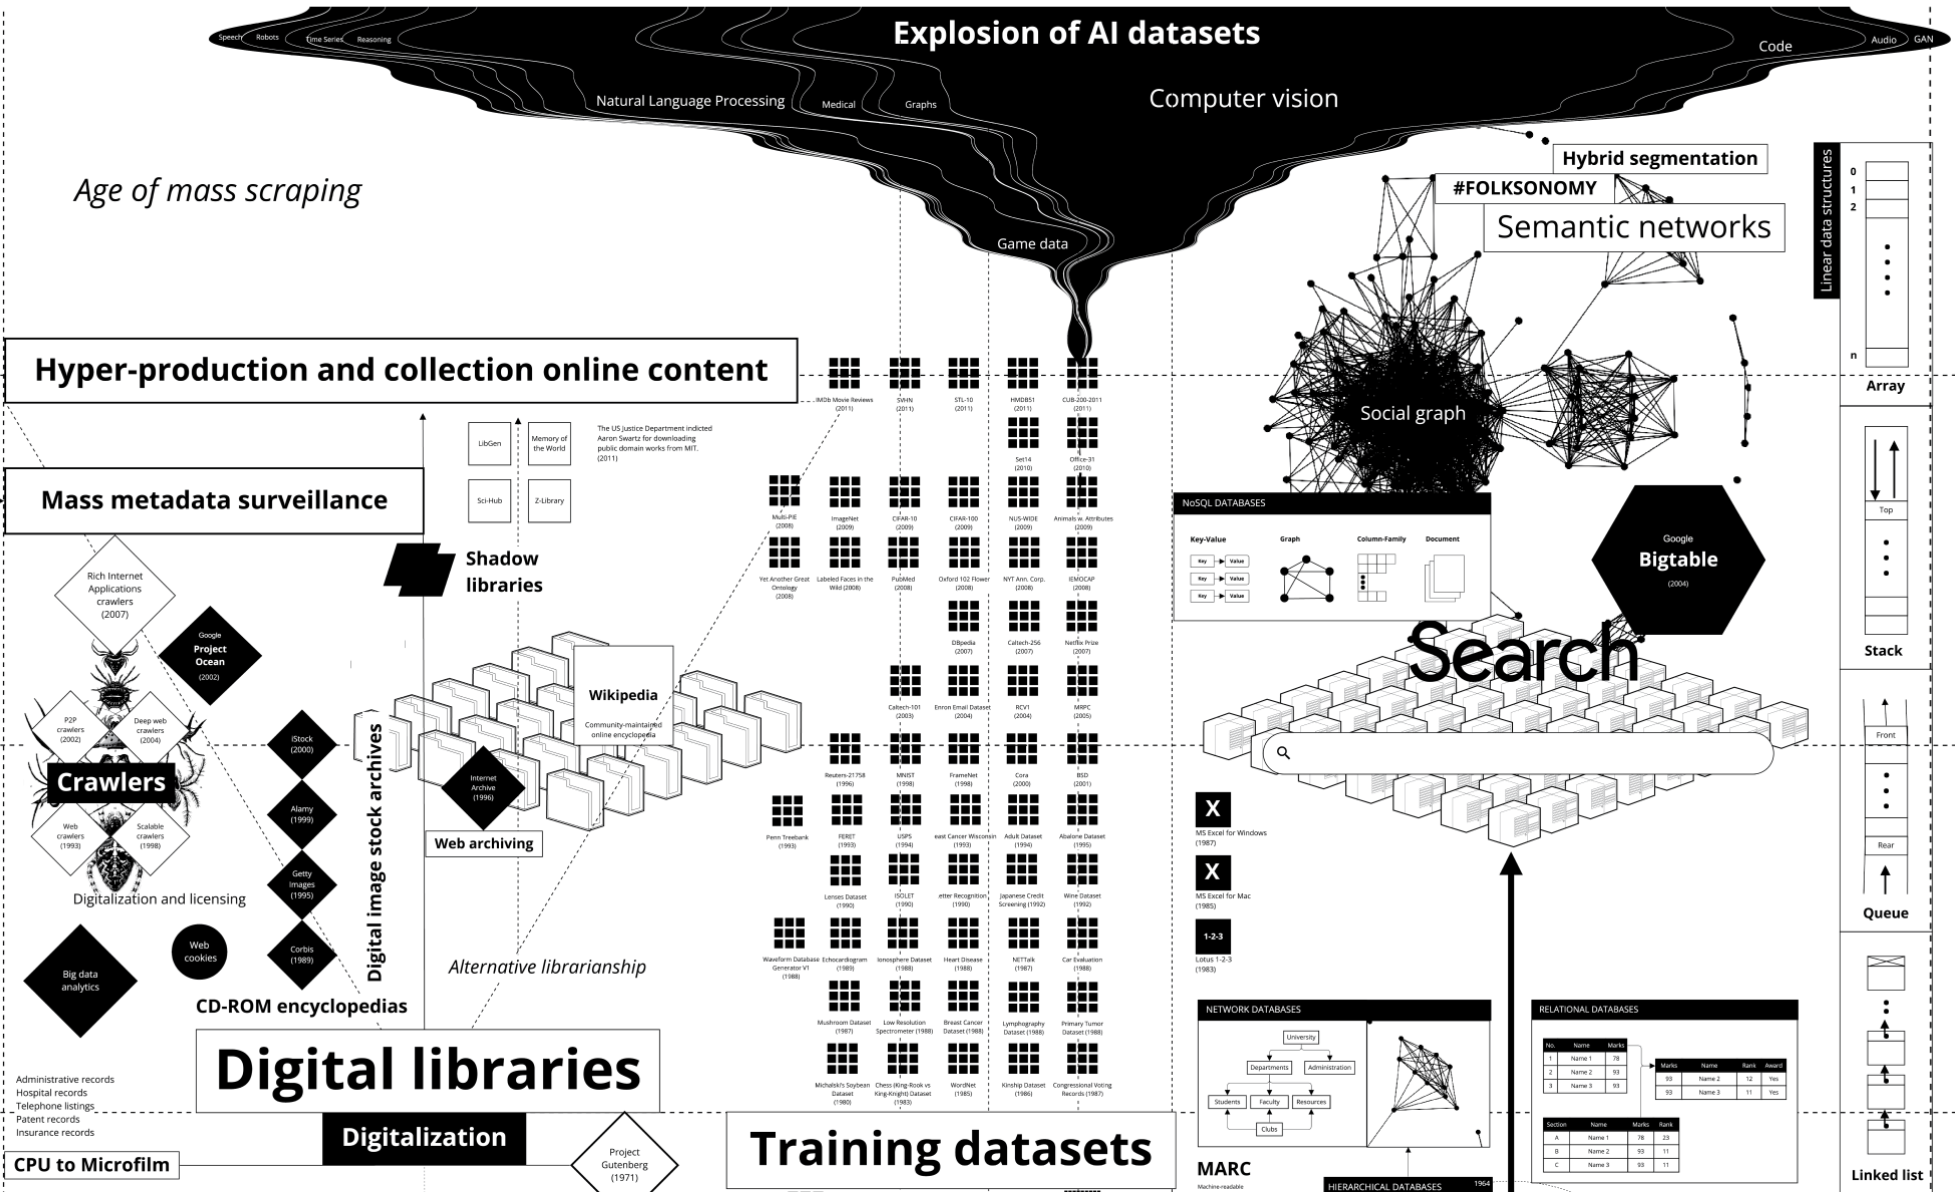 Explosion of AI datasets
Speech
Robots
Time Series
Reasoning
Natural Language Processing
Medical
Graphs
Computer vision
Code
Audio
GAN
Game data
Age of mass scraping
Hybrid segmentation
#FOLKSONOMY
Semantic networks
Social graph
Linear data structures
0
1
2
n
Array
Top
Stack
Front
Rear
Queue
Linked list
Hyper-production and collection online content
Mass metadata surveillance
LibGen
Memory of
the World
Sci-Hub
Z-Library
The US Justice Department indicted
Aaron Swartz for downloading
public domain works from MIT.
(2011)
Shadow
libraries
Rich Internet
Applications
crawlers
(2007)
Google
Project
Ocean
(2002)
P2P
crawlers
(2002)
Deep web
crawlers
(2004)
Crawlers
Web
crawlers
(1993)
Scalable
crawlers
(1998)
Digitalization and licensing
Big data
analytics
Web
cookies
iStock
(2000)
Alamy
(1999)
Getty
Images
(1995)
Corbis
(1989)
Digital image stock archives
Wikipedia
Community-maintained
online encyclopedia
Internet
Archive
(1996)
Web archiving
Alternative librarianship
CD-ROM encyclopedias
Digital libraries
Digitalization
Administrative records
Hospital records
Telephone listings
Patent records
Insurance records
CPU to Microfilm
Project
Gutenberg
(1971)
IMDb Movie Reviews
(2011)
SVHN
(2011)
STL-10
(2011)
HMDB51
(2011)
CUB-200-2011
(2011)
Set14
(2010)
Office-31
(2010)
Multi-PIE
(2008)
ImageNet
(2009)
CIFAR-10
(2009)
CIFAR-100
(2009)
NUS-WIDE
(2009)
Animals w. Attributes
(2009)
Yet Another Great
Ontology
(2008)
Labeled Faces in the
Wild (2008)
PubMed
(2008)
Oxford 102 Flower
(2008)
NYT Ann. Corp.
(2008)
IEMOCAP
(2008)
DBpedia
(2007)
Caltech-256
(2007)
Netflix Prize
(2007)
Caltech-101
(2003)
Enron Email Dataset
(2004)
RCV1
(2004)
MRPC
(2005)
Reuters-21758
(1996)
MNIST
(1998)
FrameNet
(1998)
Cora
(2000)
BSD
(2001)
Penn Treebank
(1993)
FERET
(1993)
USPS
(1994)
east Cancer Wisconsin
(1993)
Adult Dataset
(1994)
Abalone Dataset
(1995)
Lenses Dataset
(1990)
ISOLET
(1990)
etter Recognition
(1990)
Japanese Credit
Screening (1992)
Wine Dataset
(1992)
Waveform Database
Generator V1
(1988)
Echocardiogram
(1989)
Ionosphere Dataset
(1988)
Heart Disease
(1988)
NETTalk
(1987)
Car Evaluation
(1988)
Mushroom Dataset
(1987)
Low Resolution
Spectrometer (1988)
Breast Cancer
Dataset (1988)
Lymphography
Dataset (1988)
Primary Tumor
Dataset (1988)
Michalski's Soybean
Dataset
(1980)
Chess (King-Rook vs
King-Knight) Dataset
(1983)
WordNet
(1985)
Kinship Dataset
(1986)
Congressional Voting
Records (1987)
Training datasets
NoSQL DATABASES
Key-Value
Graph
Column-Family
Document
Key
Value
Key
Value
Key
Value
Google
Bigtable
(2004)
Search
X
MS Excel for Windows
(1987)
X
MS Excel for Mac
(1985)
1-2-3
Lotus 1-2-3
(1983)
NETWORK DATABASES
University
Departments
Administration
Students
Faculty
Resources
Clubs
RELATIONAL DATABASES
No. Name Marks
1 Name 1 78
2 Name 2 93
3 Name 3 93
Marks Name Rank Award
93 Name 2 12 Yes
93 Name 3 11 Yes
Section Name Marks Rank
A Name 1 78 23
B Name 2 93 11
C Name 3 93 11
MARC
Machine-readable
HIERARCHICAL DATABASES
1964